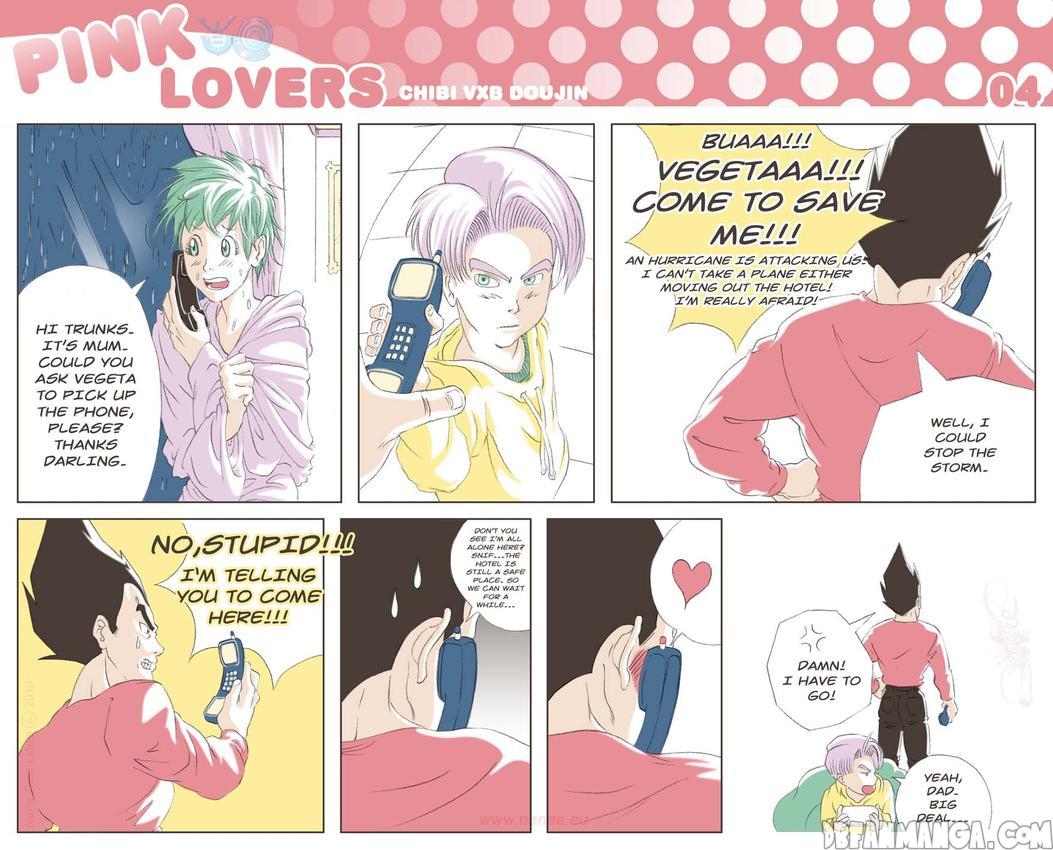 PINK
LOVERS
CHIBI VXB DOUJIN
04
HI TRUNKS.
IT'S MUM.
COULD YOU
ASK VEGETA
TO PICK UP
THE PHONE,
PLEASE?
THANKS
DARLING.
BUAAA!!!
VEGETAAA!!!
COME TO SAVE
ME!!!
AN HURRICANE IS ATTACKING US!
I CAN'T TAKE A PLANE EITHER
MOVING OUT THE HOTEL!
I'M REALLY AFRAID!
WELL, I
COULD
STOP THE
STORM.
NO,STUPID!!!
I'M TELLING
YOU TO COME
HERE!!!
DON'T YOU
SEE I'M ALL
ALONE HERE?
SNIF...THE
HOTEL IS
STILL A SAFE
PLACE. SO
WE CAN WAIT
FOR A
WHILE...
DAMN!
I HAVE TO
GO!
YEAH,
DAD.
BIG
DEAL...
© 2010
www.nenee.eu
DBFANMANGA.COM